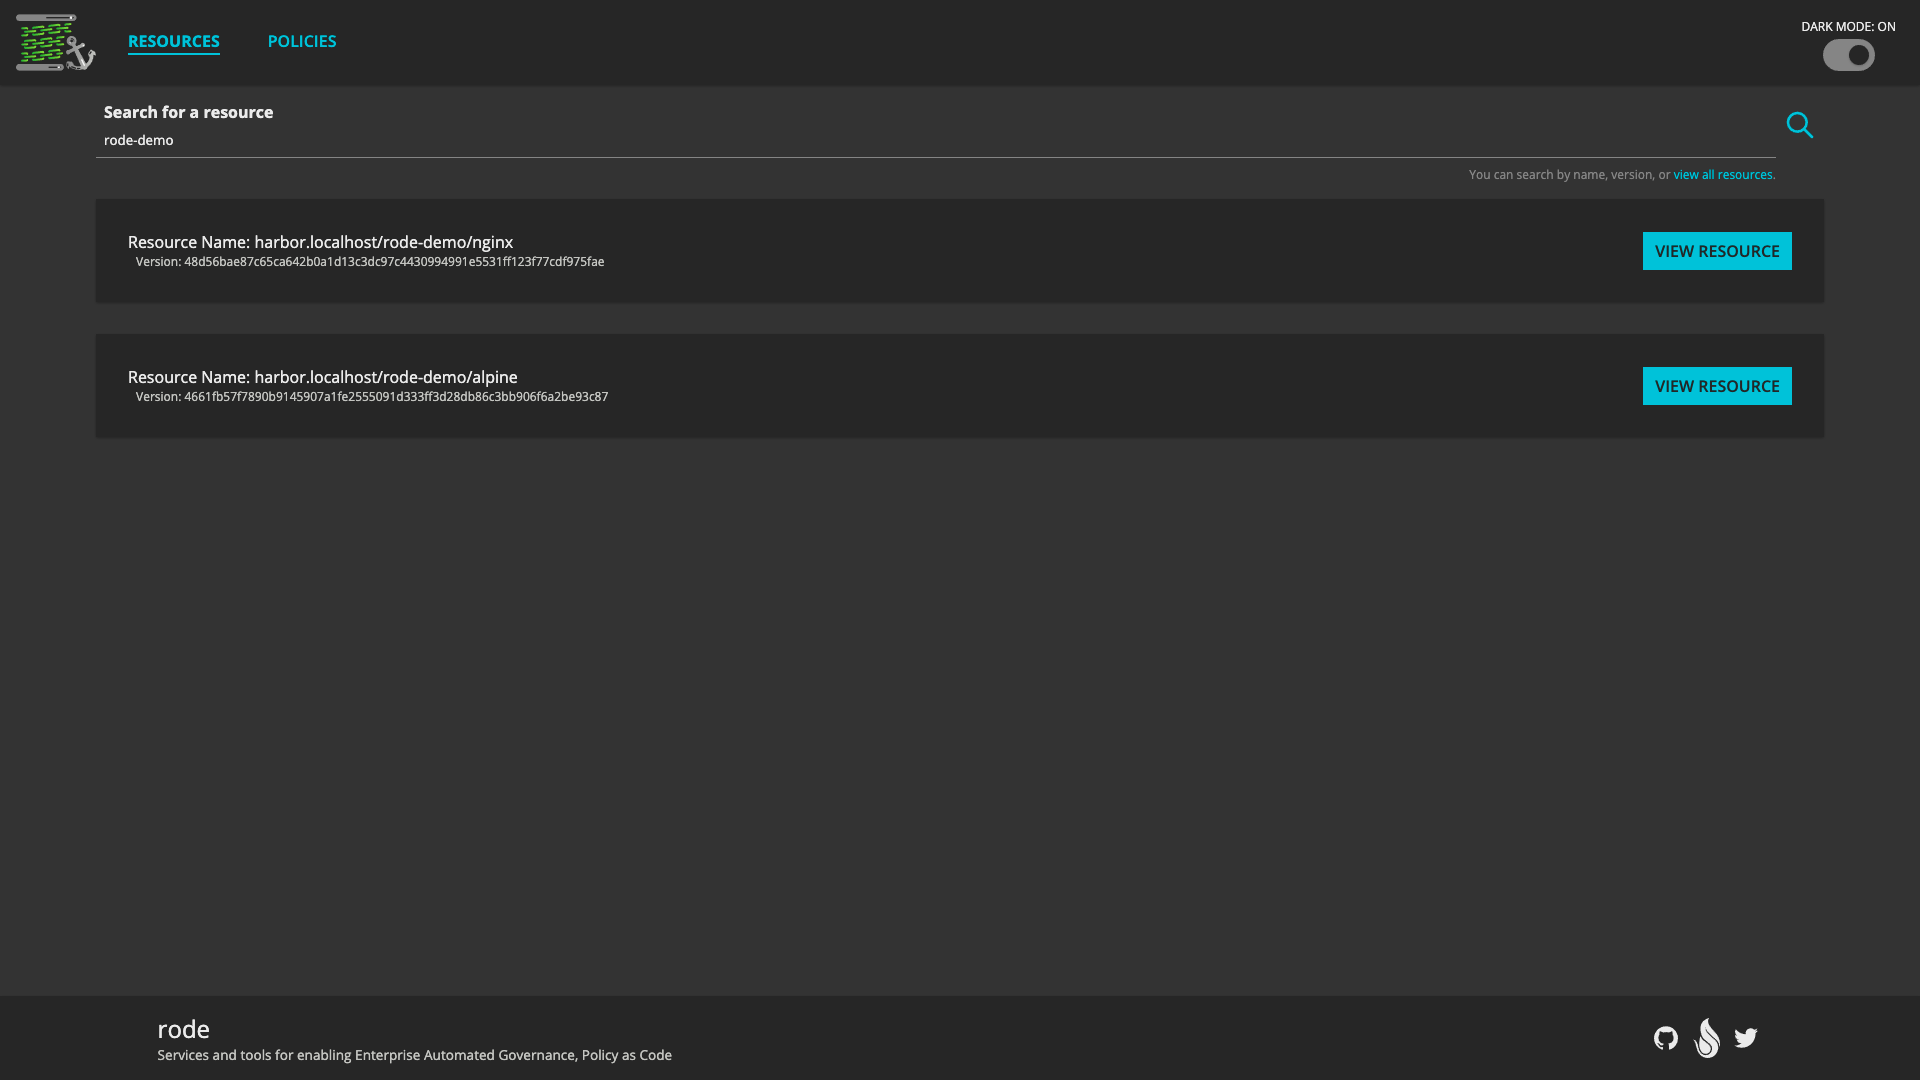 RESOURCES POLICIES
DARK MODE: ON
Search for a resource
rode-demo
You can search by name, version, or view all resources.
Resource Name: harbor.localhost/rode-demo/nginx
Version: 48d56bae87c65ca642b0a1d13c3dc97c4430994991e5531ff123f77cdf975fae
VIEW RESOURCE
Resource Name: harbor.localhost/rode-demo/alpine
Version: 4661fb57f7890b9145907a1fe2555091d333ff3d28db86c3bb906f6a2be93c87
VIEW RESOURCE
rode
Services and tools for enabling Enterprise Automated Governance, Policy as Code